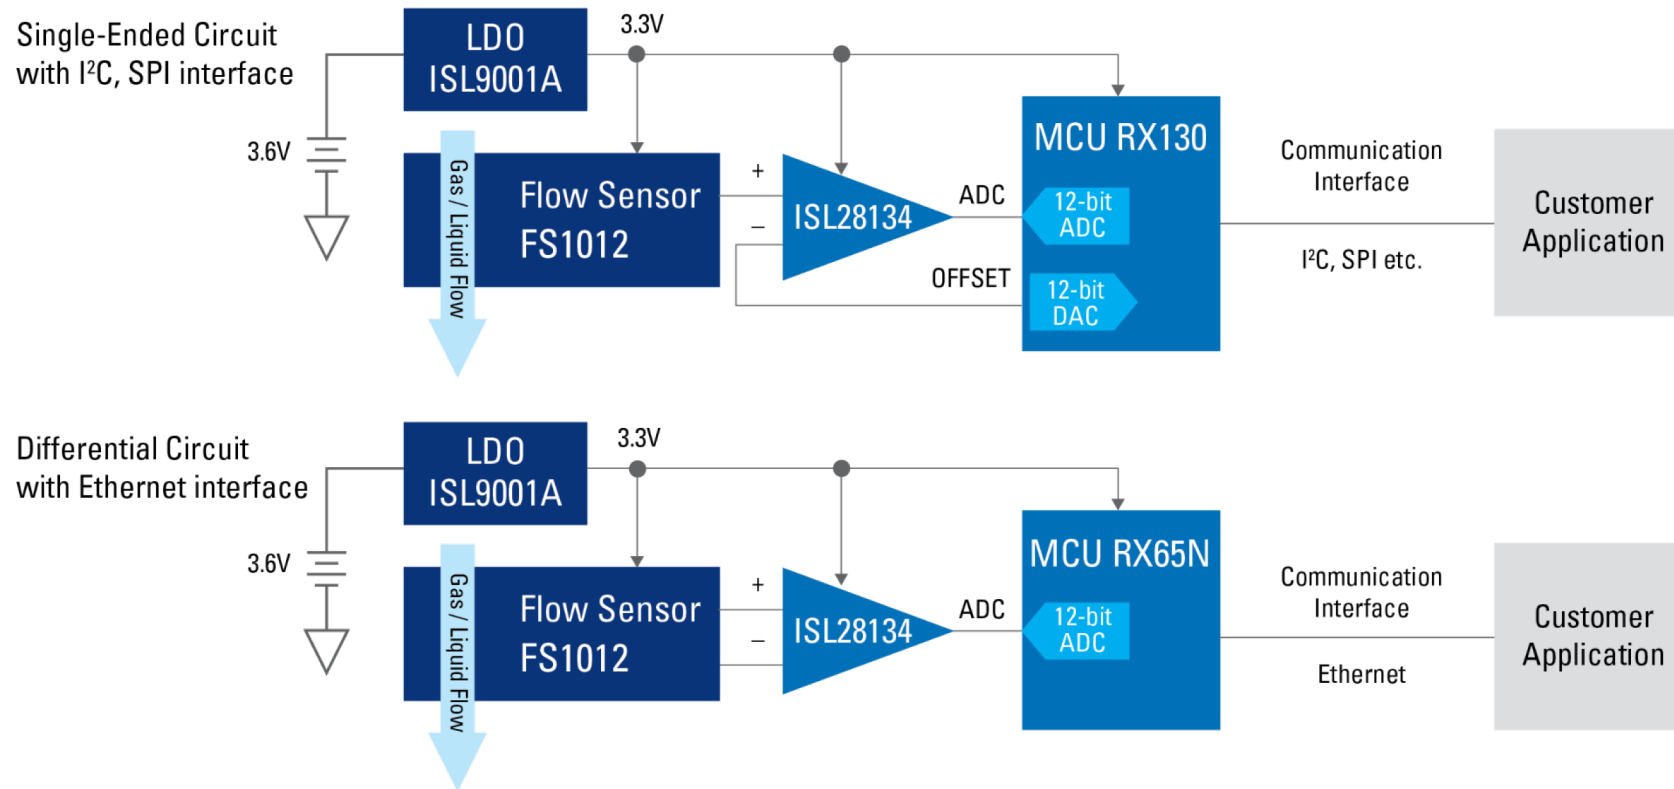 Single-Ended Circuit
with I²C, SPI interface
LDO
ISL9001A
3.3V
3.6V
Gas / Liquid Flow
Flow Sensor
FS1012
+
–
ISL28134
ADC
OFFSET
MCU RX130
12-bit
ADC
12-bit
DAC
Communication
Interface
I²C, SPI etc.
Customer
Application
Differential Circuit
with Ethernet interface
LDO
ISL9001A
3.3V
3.6V
Gas / Liquid Flow
Flow Sensor
FS1012
+
–
ISL28134
ADC
MCU RX65N
12-bit
ADC
Communication
Interface
Ethernet
Customer
Application